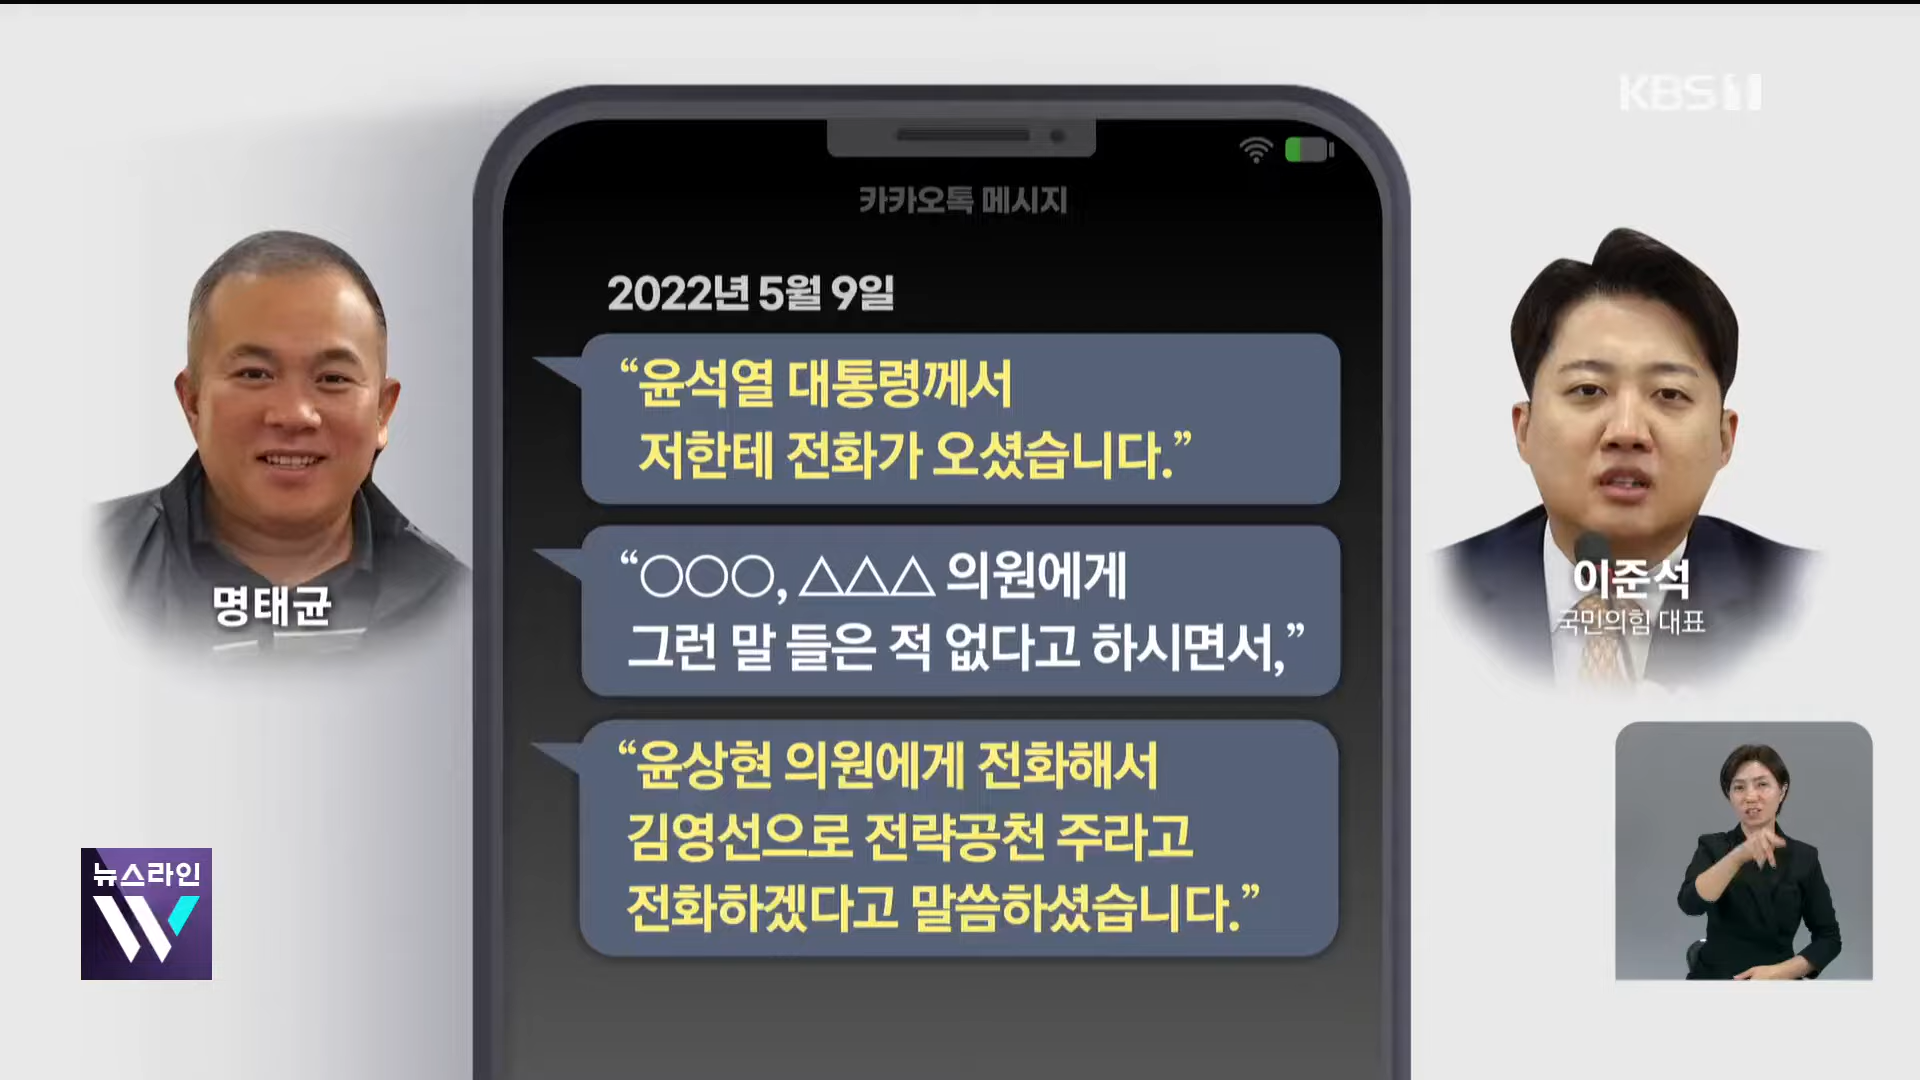 KBS 1
카카오톡 메시지
2022년 5월 9일
“윤석열 대통령께서
저한테 전화가 오셨습니다.”
“○○○, △△△ 의원에게
그런 말 들은 적 없다고 하시면서,”
“윤상현 의원에게 전화해서
김영선으로 전략공천 주라고
전화하겠다고 말씀하셨습니다.”
명태균
이준석
국민의힘 대표
뉴스라인
W